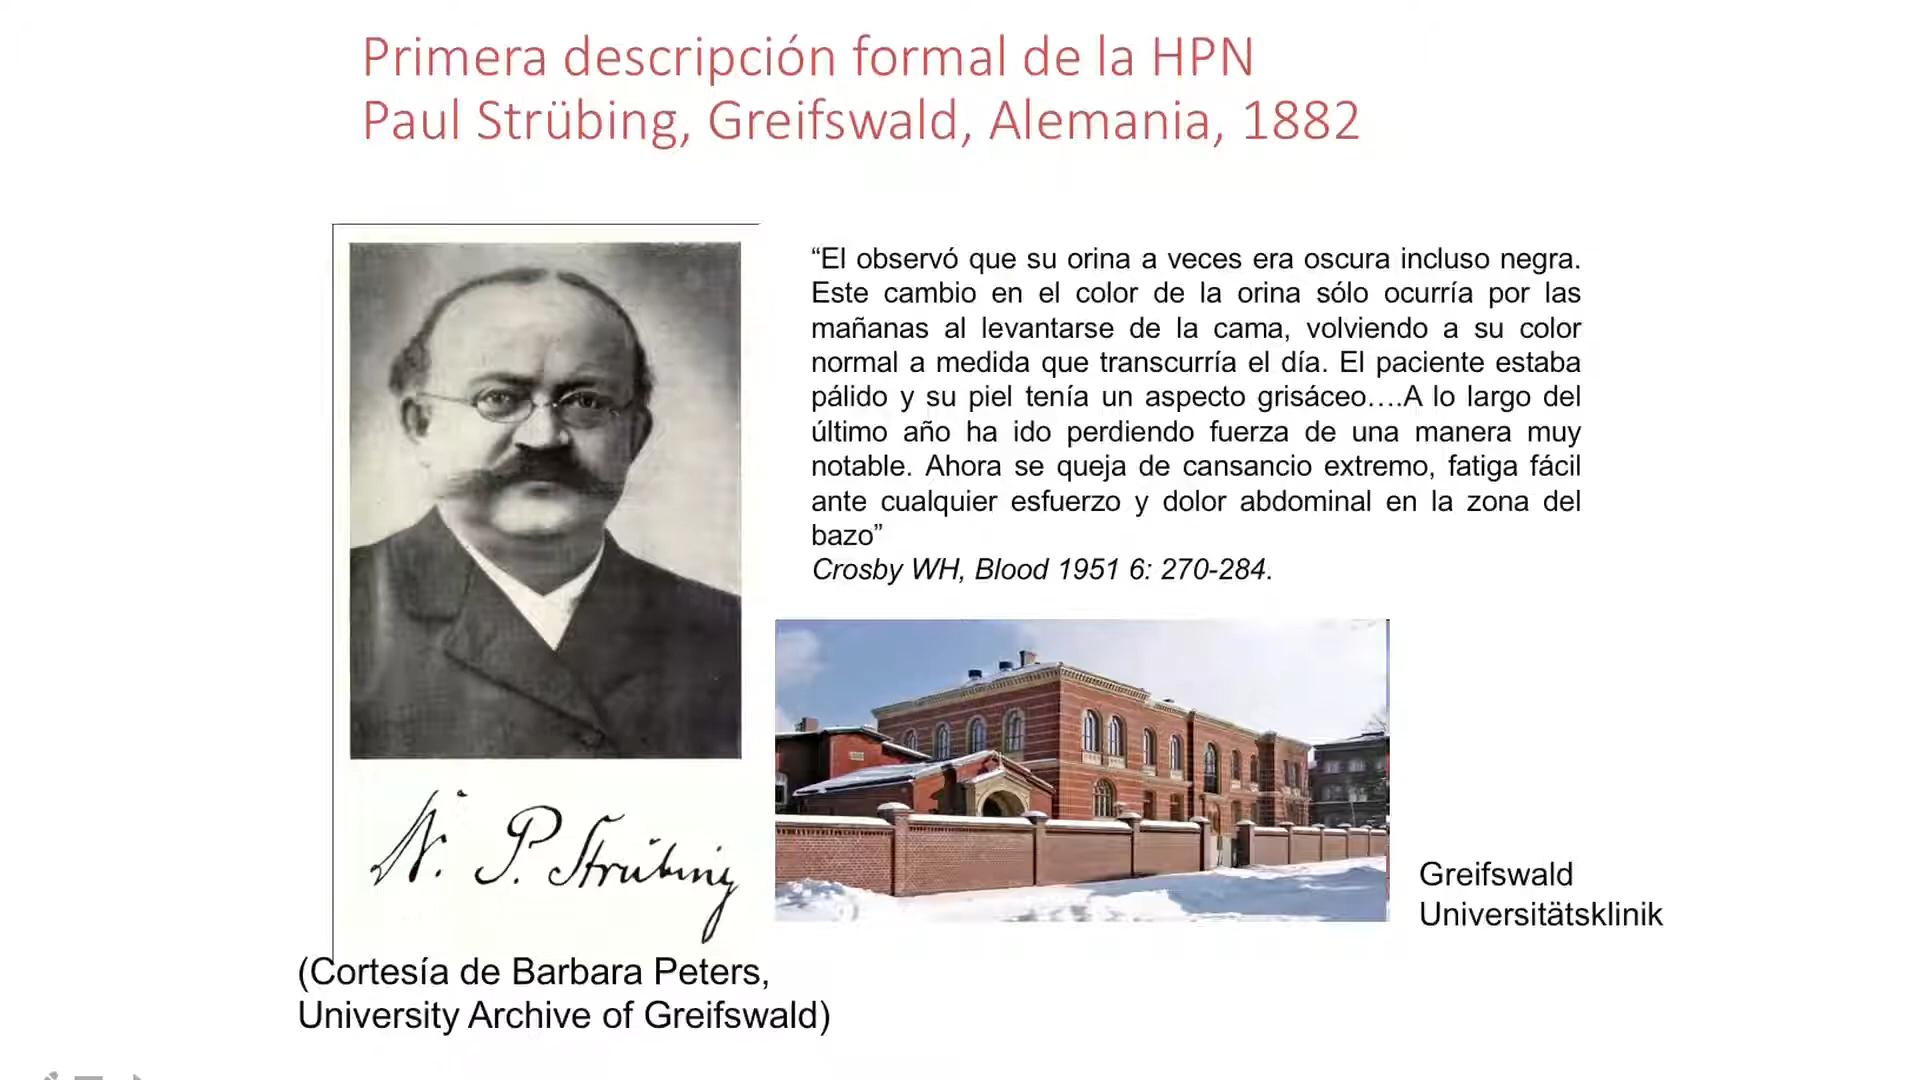 Primera descripción formal de la HPN
Paul Strübing, Greifswald, Alemania, 1882
“El observó que su orina a veces era oscura incluso negra.
Este cambio en el color de la orina sólo ocurría por las
mañanas al levantarse de la cama, volviendo a su color
normal a medida que transcurría el día. El paciente estaba
pálido y su piel tenía un aspecto grisáceo….A lo largo del
último año ha ido perdiendo fuerza de una manera muy
notable. Ahora se queja de cansancio extremo, fatiga fácil
ante cualquier esfuerzo y dolor abdominal en la zona del
bazo”
Crosby WH, Blood 1951 6: 270-284.
P. Strübing
Greifswald
Universitätsklinik
(Cortesía de Barbara Peters,
University Archive of Greifswald)